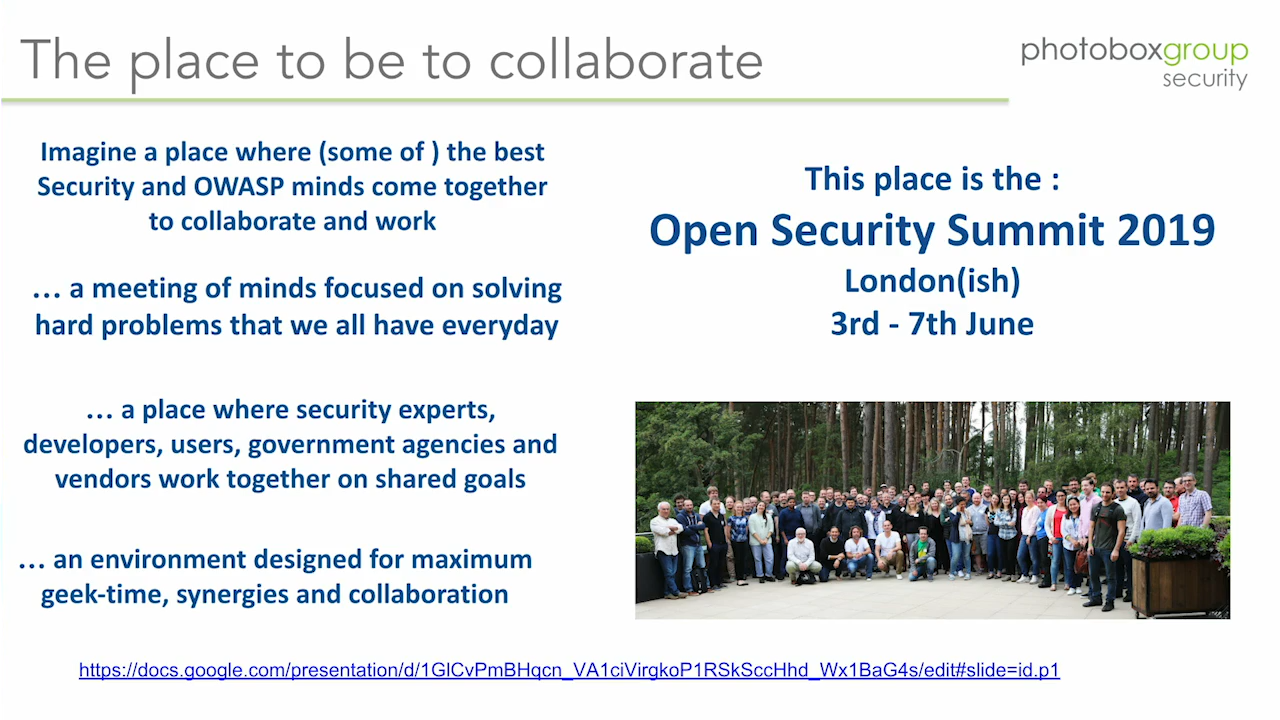 The place to be to collaborate
photoboxgroup
security
Imagine a place where (some of ) the best
Security and OWASP minds come together
to collaborate and work
… a meeting of minds focused on solving
hard problems that we all have everyday
… a place where security experts,
developers, users, government agencies and
vendors work together on shared goals
… an environment designed for maximum
geek-time, synergies and collaboration
This place is the :
Open Security Summit 2019
London(ish)
3rd - 7th June
https://docs.google.com/presentation/d/1GlCvPmBHqcn_VA1ciVirgkoP1RSkSccHhd_Wx1BaG4s/edit#slide=id.p1